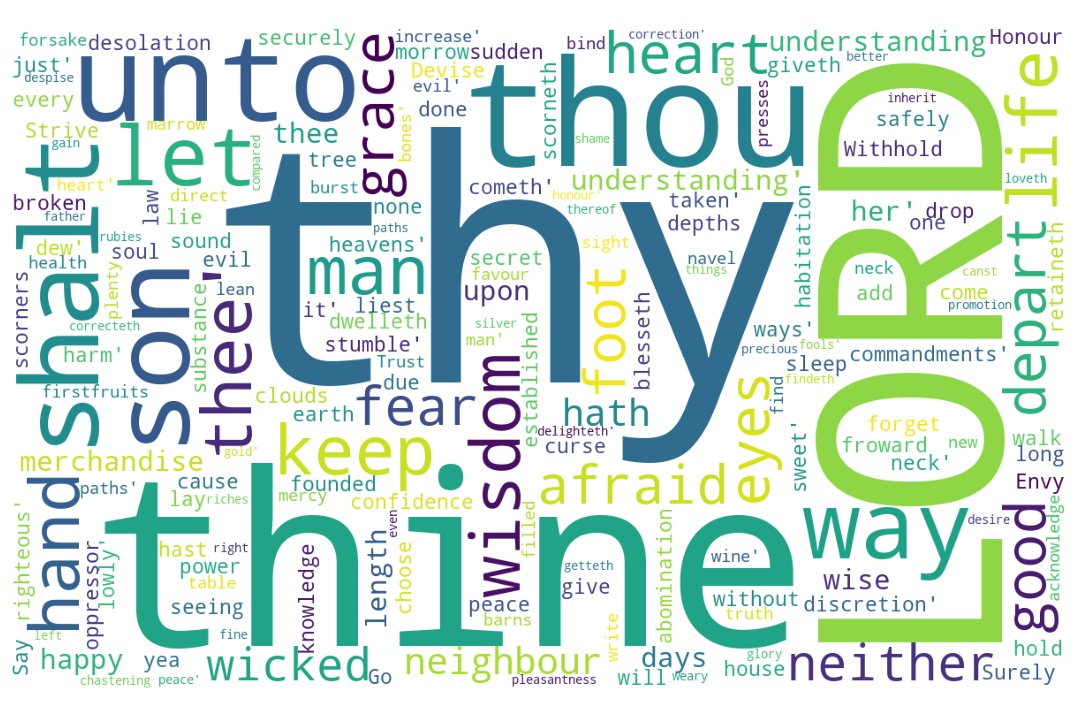 forsake
desolation
securely
grace
increase'
morrow
sudden
bind
correction'
heart
understanding
Honour
just'
despise
unto
Devise
evil'
thou
scorneth
God
giveth
better
life
every
done
presses
LORD
inherit
safely
Strive
gain
shalt
let
marrow
compared
thee
bones'
shame
Withhold
tree
thy
heart'
burst
cometh'
understanding'
loveth
broken
father
law
direct
lie
none
honour'
thereof
taken'
depths
habitation
her'
drop
one
dew'
rubies
soul
sound
paths
heavens'
sight
depart
health
plenty
evil
man
secret
favour
upon
navel
things
neck
add
canst
come
promotion
retaineth
scorners
son
substance
lean
it'
liest
foot
blesseth
correcteth
thee'
dwelleth
silver
man'
established
ways'
harm'
stumble'
Trust
due
wisdom
precious
fools'
sleep
commandments'
findeth
firstfruits
clouds
earth
fear
hath
eyes
find
delighteth'
curse
sweet'
forget
froward
new
neck'
walk
long
gold'
keep
merchandise
afraid
Envy
paths'
hand
cause
lay
riches
founded
mercy
confidence
even
filled
way
desire
good
acknowledge
righteous'
oppressor
lowly'
thine
hast
right
power
table
knowledge
length
choose
getteth
give
abomination
wine'
wise
seeing
peace
without
discretion'
truth
barns
write
Say
left
fine
happy
yea
wicked
Go
neighbour
days
glory
neither
hold
chastening
peace'
pleasantness
will
weary
house
Surely